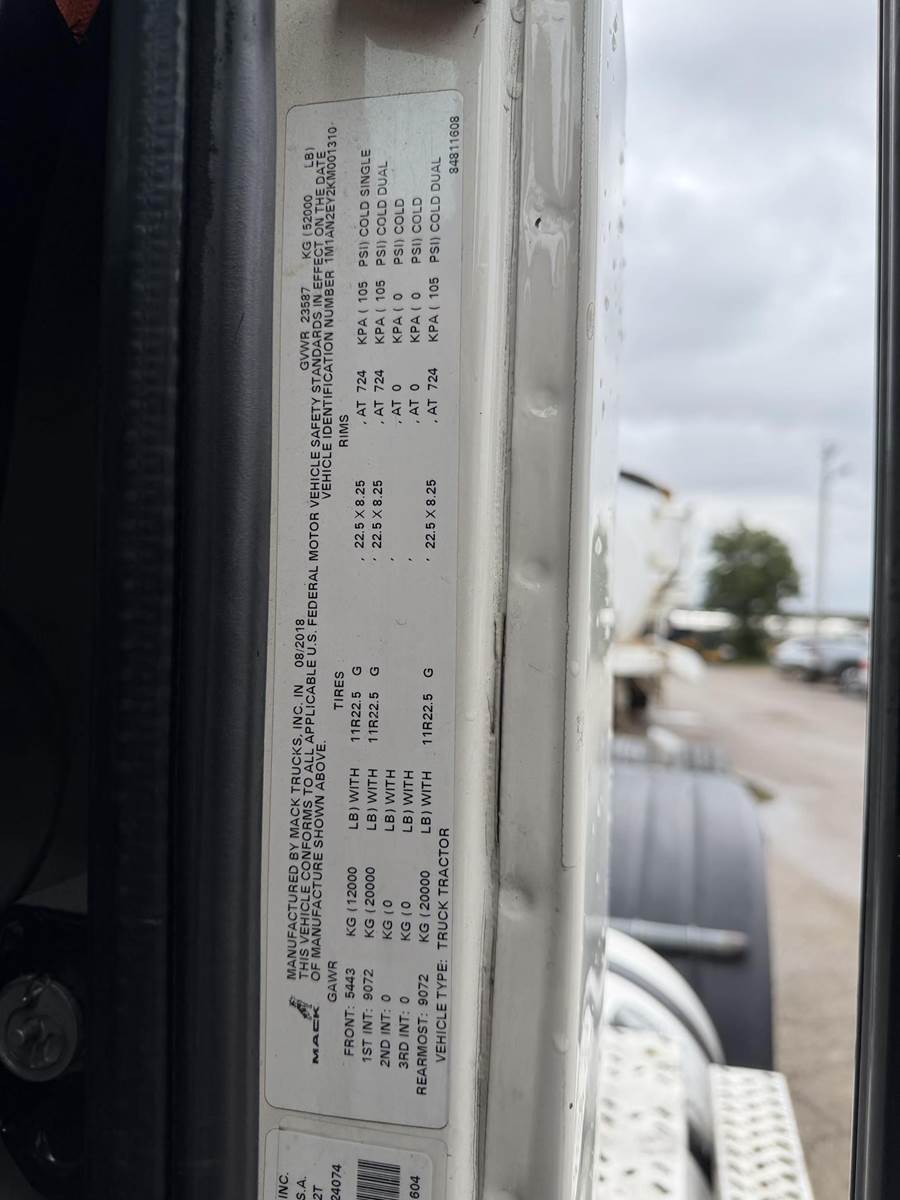 MANUFACTURED BY MACK TRUCKS, INC. IN 08/2018 GVWR 23587 KG (52000 LB)
THIS VEHICLE CONFORMS TO ALL APPLICABLE U.S. FEDERAL MOTOR VEHICLE SAFETY STANDARDS IN EFFECT ON THE DATE
OF MANUFACTURE SHOWN ABOVE. VEHICLE IDENTIFICATION NUMBER 1M1AN2EY2KM001310
MACK
GAWR TIRES RIMS
FRONT: 5443 KG (12000 LB) WITH 11R22.5 G , 22.5 X 8.25 , AT 724 KPA ( 105 PSI) COLD SINGLE
1ST INT: 9072 KG (20000 LB) WITH 11R22.5 G , 22.5 X 8.25 , AT 724 KPA ( 105 PSI) COLD DUAL
2ND INT: 0 KG (0 LB) WITH , , AT 0 KPA ( 0 PSI) COLD
3RD INT: 0 KG (0 LB) WITH , , AT 0 KPA ( 0 PSI) COLD
REARMOST: 9072 KG (20000 LB) WITH 11R22.5 G , 22.5 X 8.25 , AT 724 KPA ( 105 PSI) COLD DUAL
VEHICLE TYPE: TRUCK TRACTOR 84811608
INC.
S.A.
2T
24074
604